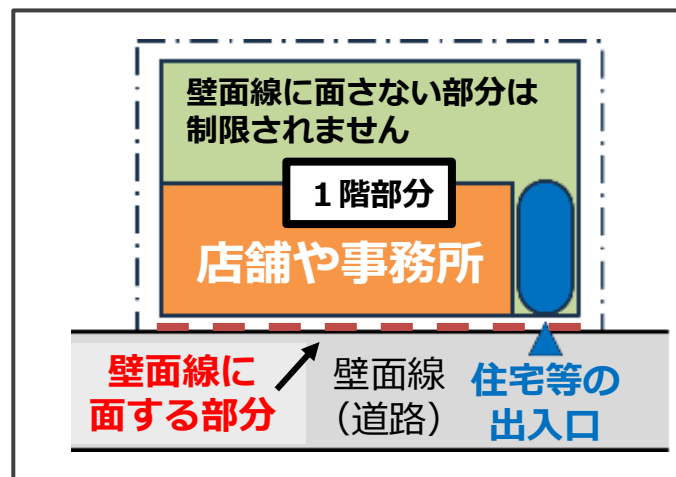 壁面線に面さない部分は
制限されません
１階部分
店舗や事務所
壁面線に
面する部分
壁面線
（道路）
住宅等の
出入口